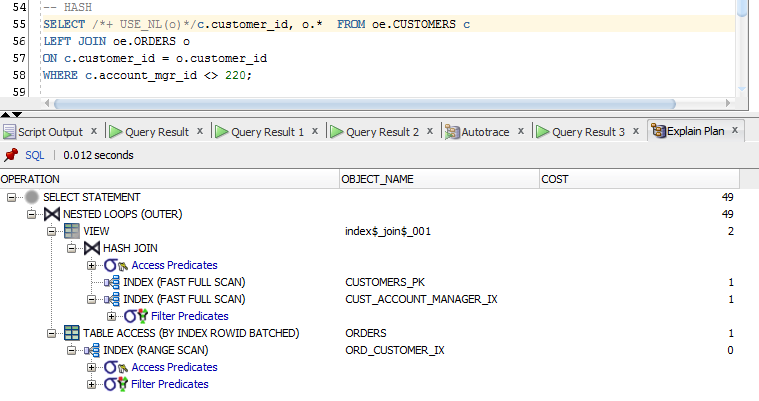 54 -- HASH
55 SELECT /*+ USE_NL(o)*/c.customer_id, o.* FROM oe.CUSTOMERS c
56 LEFT JOIN oe.ORDERS o
57 ON c.customer_id = o.customer_id
58 WHERE c.account_mgr_id <> 220;
59
Script Output x Query Result x Query Result 1 x Query Result 2 x Autotrace x Query Result 3 x Explain Plan x
SQL | 0.012 seconds
OPERATION OBJECT_NAME COST
SELECT STATEMENT 49
NESTED LOOPS (OUTER) 49
VIEW index$_join$_001 2
HASH JOIN
Access Predicates
INDEX (FAST FULL SCAN) CUSTOMERS_PK 1
INDEX (FAST FULL SCAN) CUST_ACCOUNT_MANAGER_IX 1
Filter Predicates
TABLE ACCESS (BY INDEX ROWID BATCHED) ORDERS 1
INDEX (RANGE SCAN) ORD_CUSTOMER_IX 0
Access Predicates
Filter Predicates